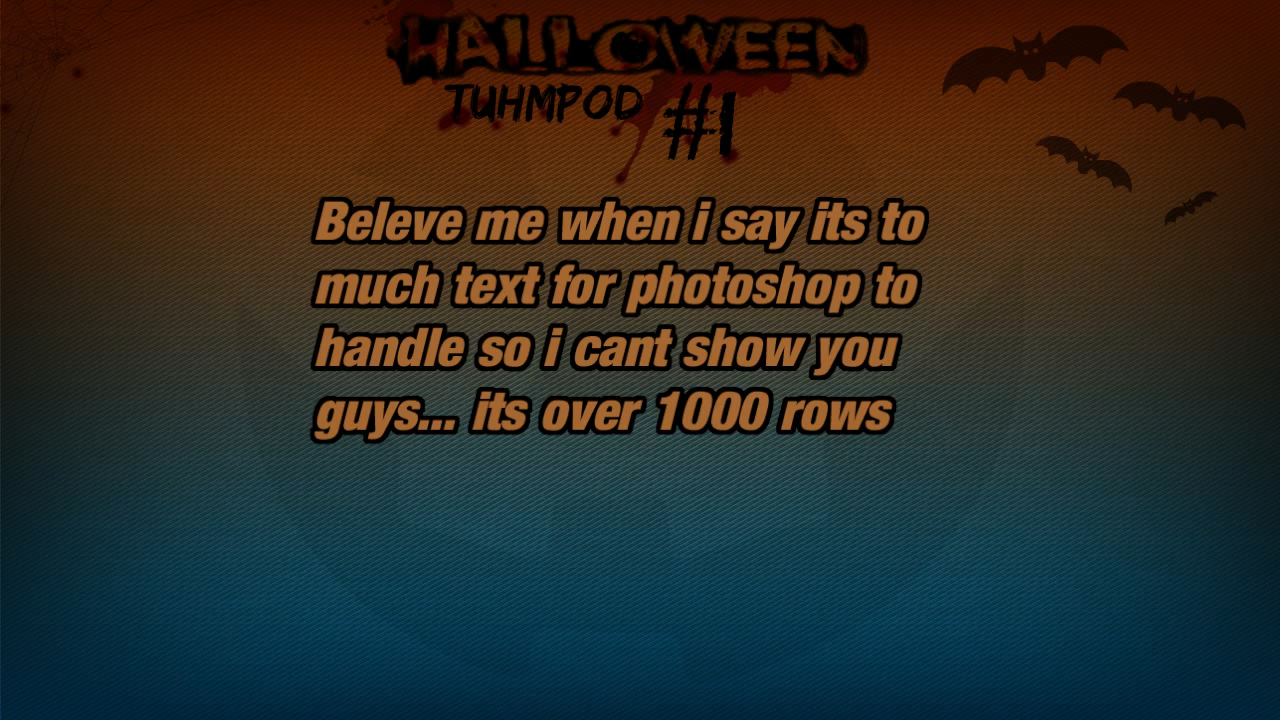 HALLOWEEN
TUHMPOD #1
Beleve me when i say its to
much text for photoshop to
handle so i cant show you
guys... its over 1000 rows